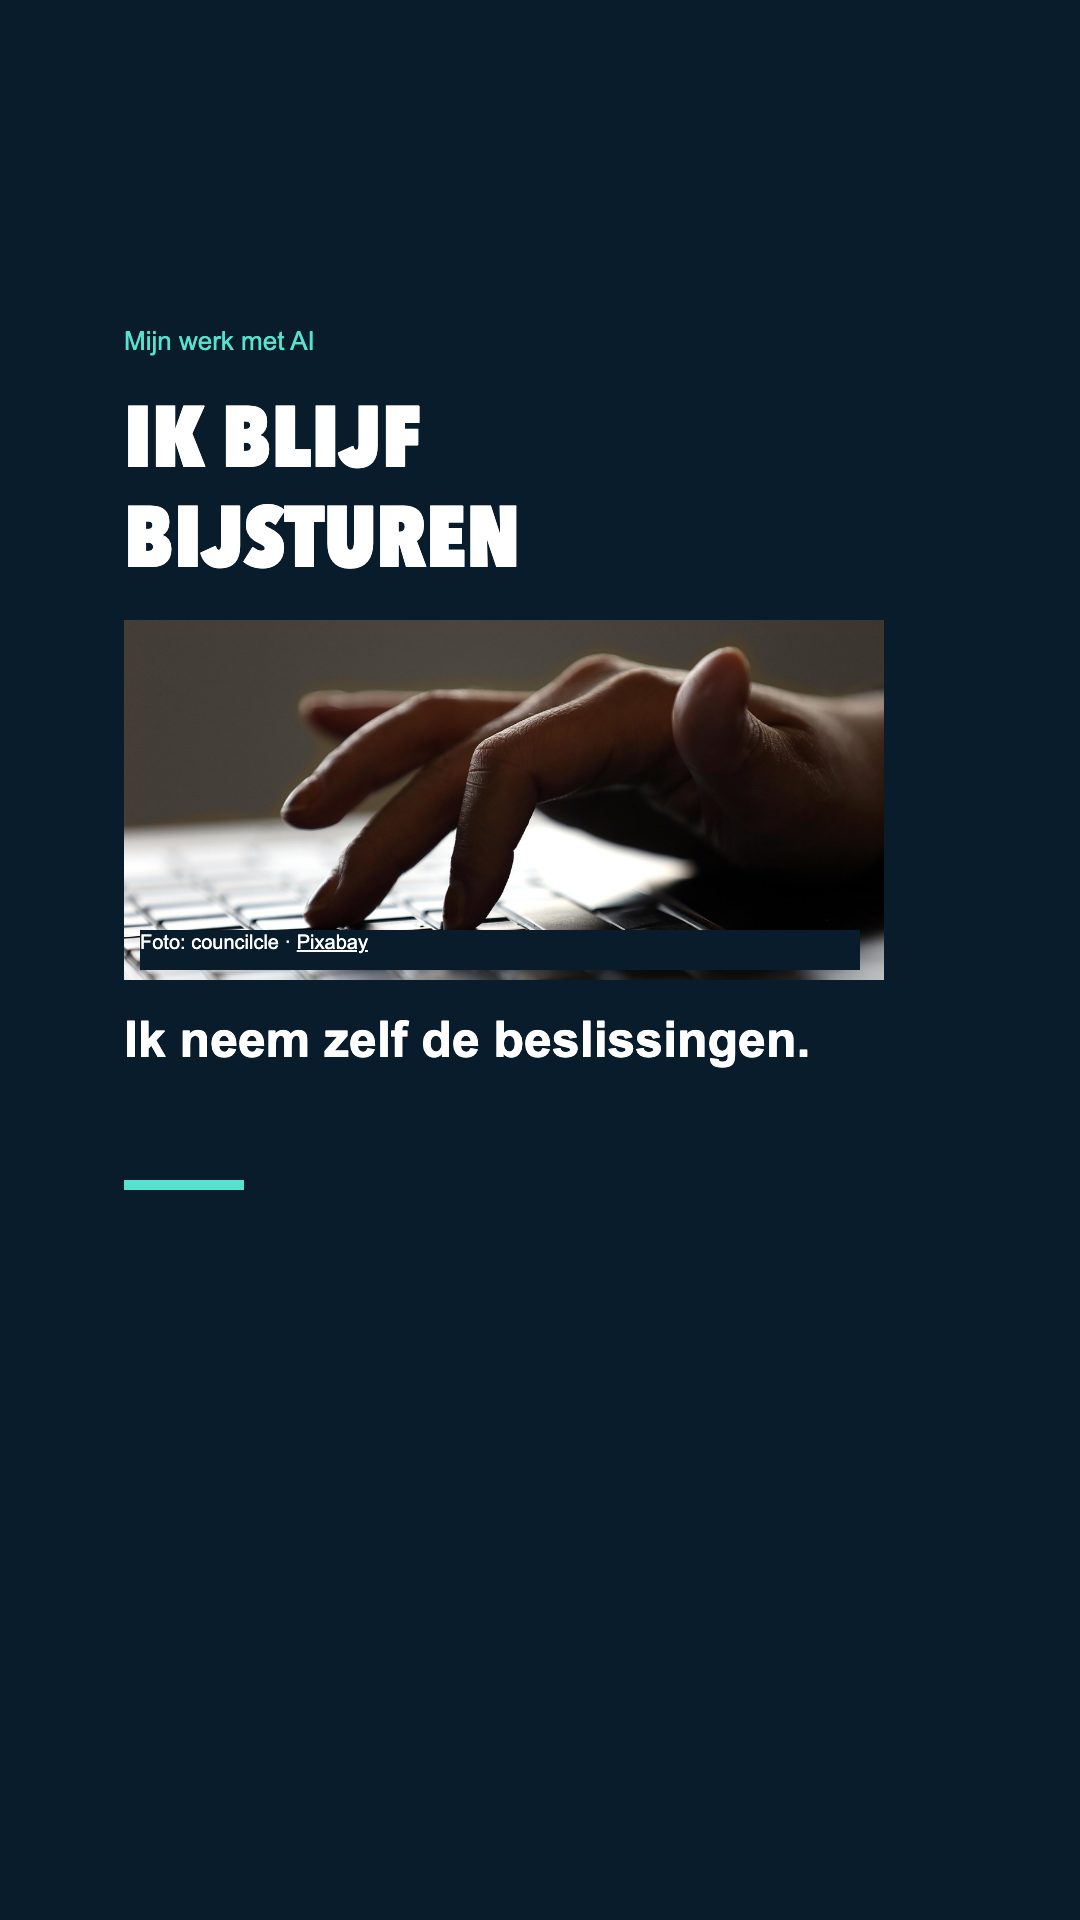 Mijn werk met AI
IK BLIJF
BIJSTUREN
Foto: councilcle · Pixabay
Ik neem zelf de beslissingen.